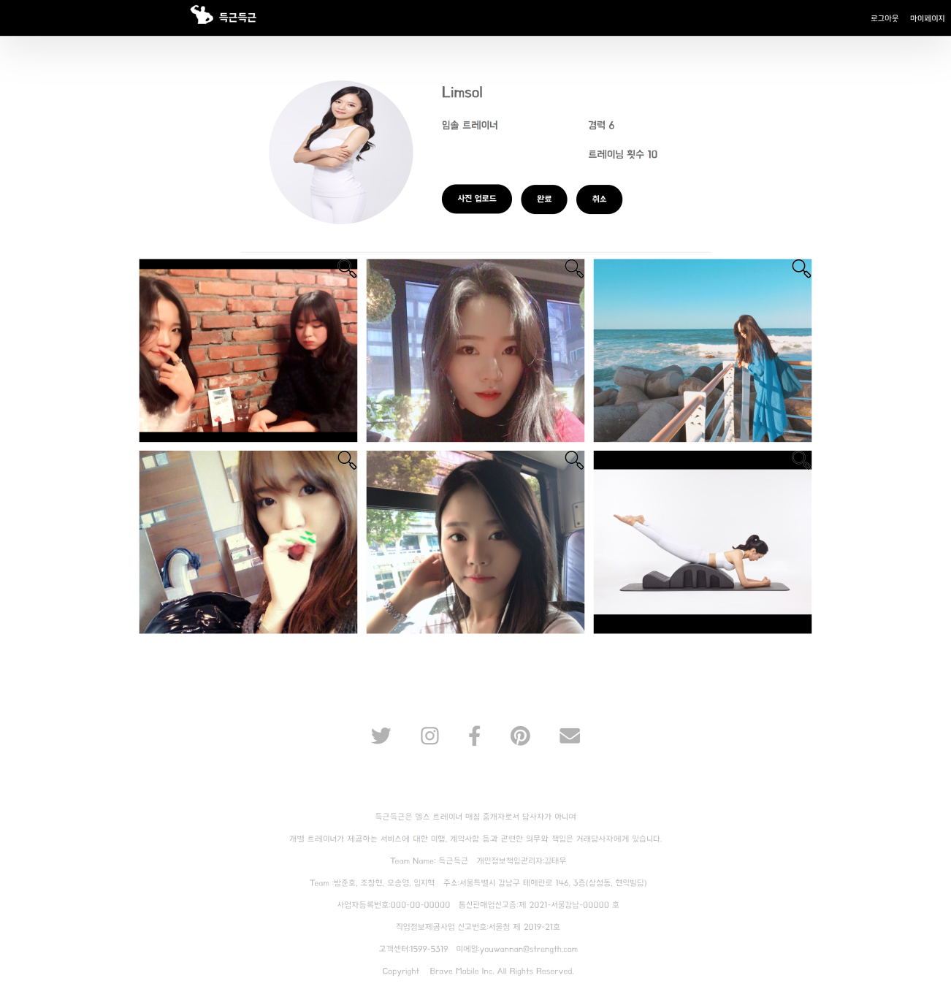 득근득근
로그아웃 마이페이지
Limsol
임솔 트레이너
경력 6
트레이닝 횟수 10
사진 업로드
완료
취소
득근득근은 헬스 트레이너 매칭 중개자로서 당사자가 아니며
개별 트레이너가 제공하는 서비스에 대한 이행, 계약사항 등과 관련한 의무와 책임은 거래당사자에게 있습니다.
Team Name: 득근득근 개인정보책임관리자:김태우
Team :방준호, 조창현, 오송영, 임지혁 주소:서울특별시 강남구 테헤란로 146, 3층(삼성동, 현익빌딩)
사업자등록번호:000-00-00000 통신판매업신고증:제 2021-서울강남-00000 호
직업정보제공사업 신고번호:서울청 제 2019-21호
고객센터:1599-5319 이메일:youwannan@strength.com
Copyright Brave Mobile Inc. All Rights Reserved.